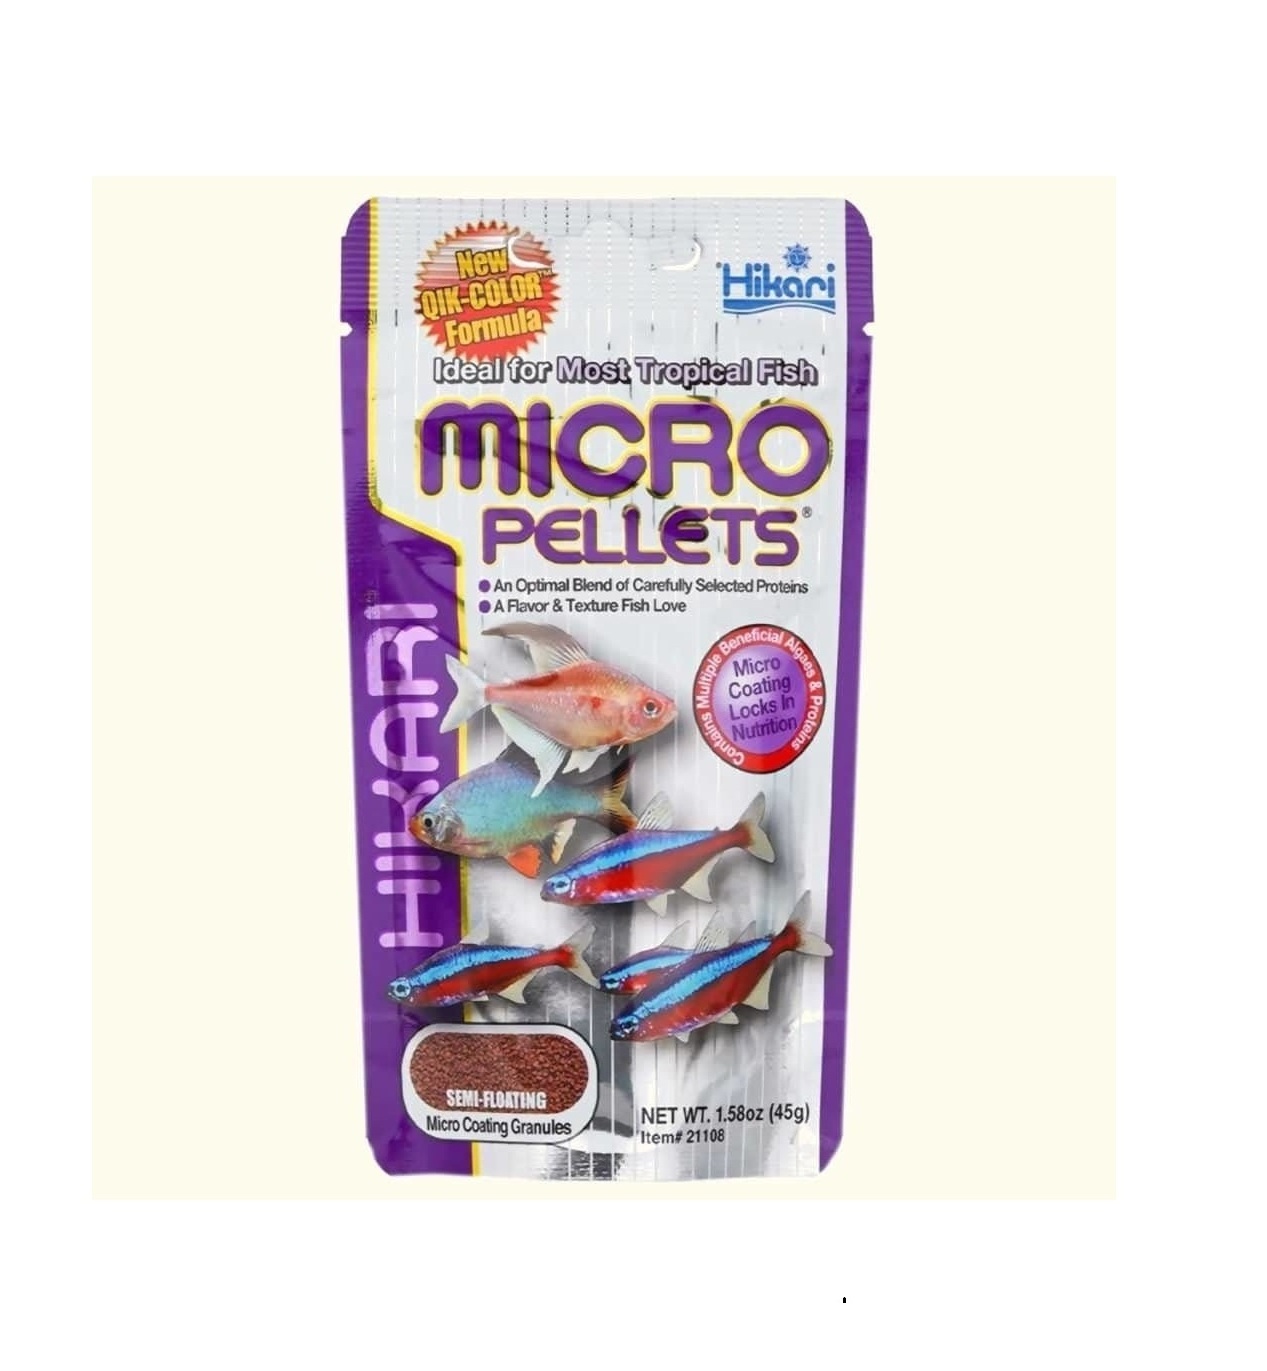 New
QIK-COLOR™
Formula
Hikari
Ideal for Most Tropical Fish
MICRO
PELLETS®
An Optimal Blend of Carefully Selected Proteins
A Flavor & Texture Fish Love
Contains Multiple Beneficial Algaes & Proteins
Micro
Coating
Locks In
Nutrition
HIKARI
SEMI-FLOATING
Micro Coating Granules
NET WT. 1.58oz (45g)
Item# 21108